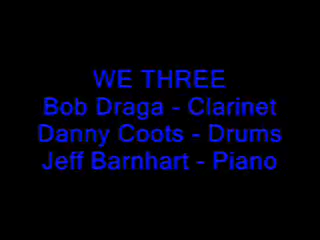 WE THREE
Bob Draga - Clarinet
Danny Coots - Drums
Jeff Barnhart - Piano